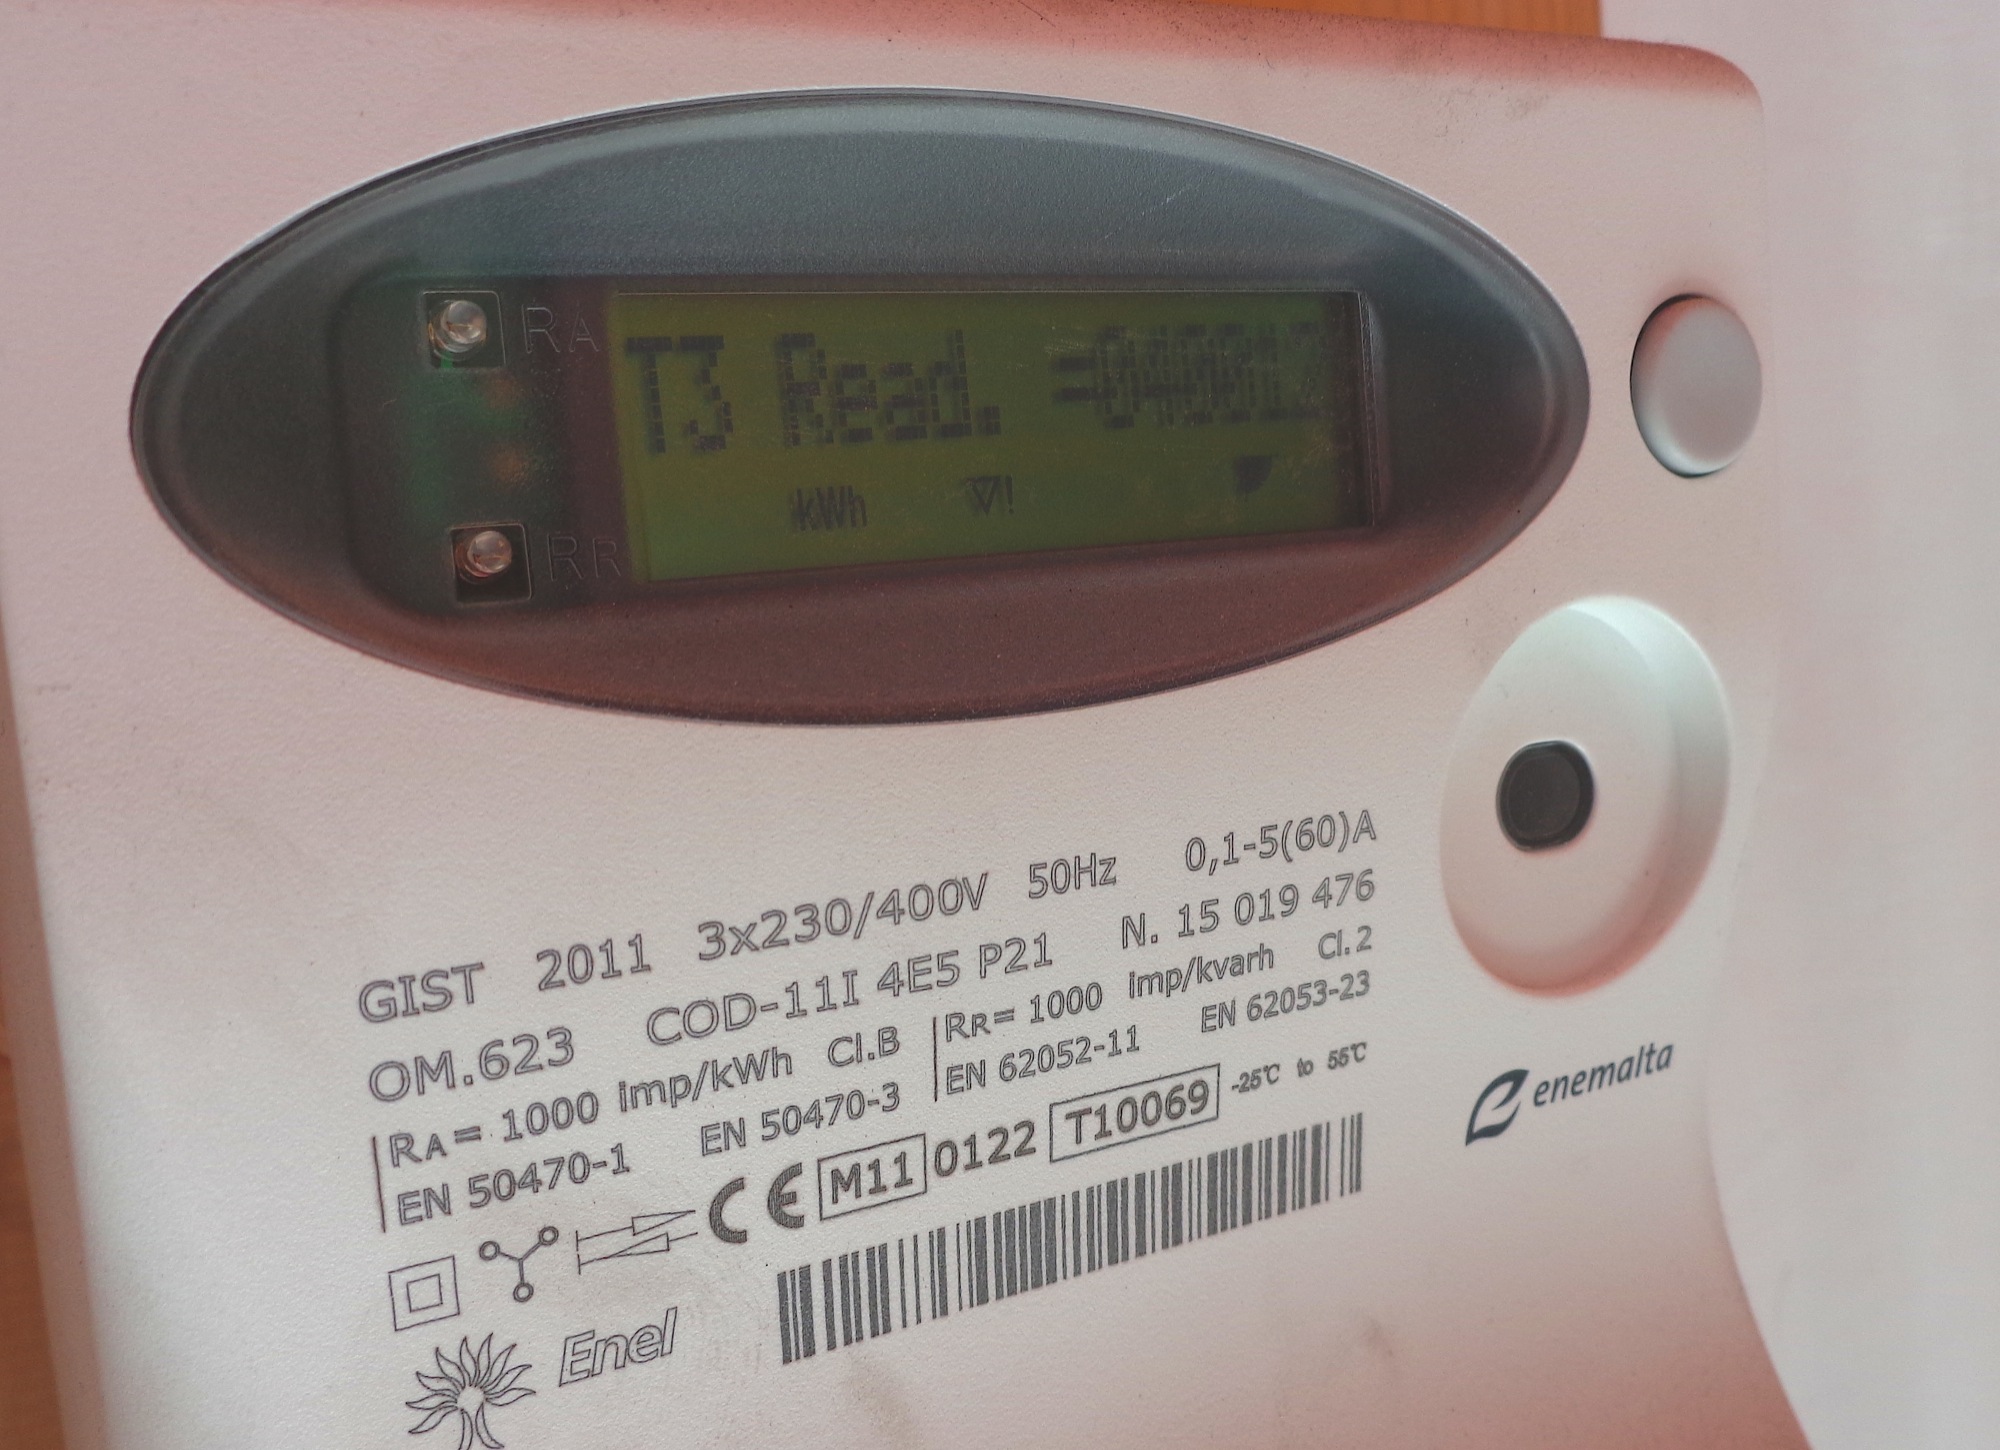 RA
T3 Read. =040812
kWh !
RR
GIST 2011 3x230/400V 50Hz 0,1-5(60)A
OM.623 COD-11I 4E5 P21 N. 15 019 476
RA= 1000 imp/kWh Cl.B RR= 1000 imp/kvarh Cl.2
EN 50470-1 EN 50470-3 EN 62052-11 EN 62053-23
CE M11 0122 T10069 -25°C to 55°C
Enel
enemalta